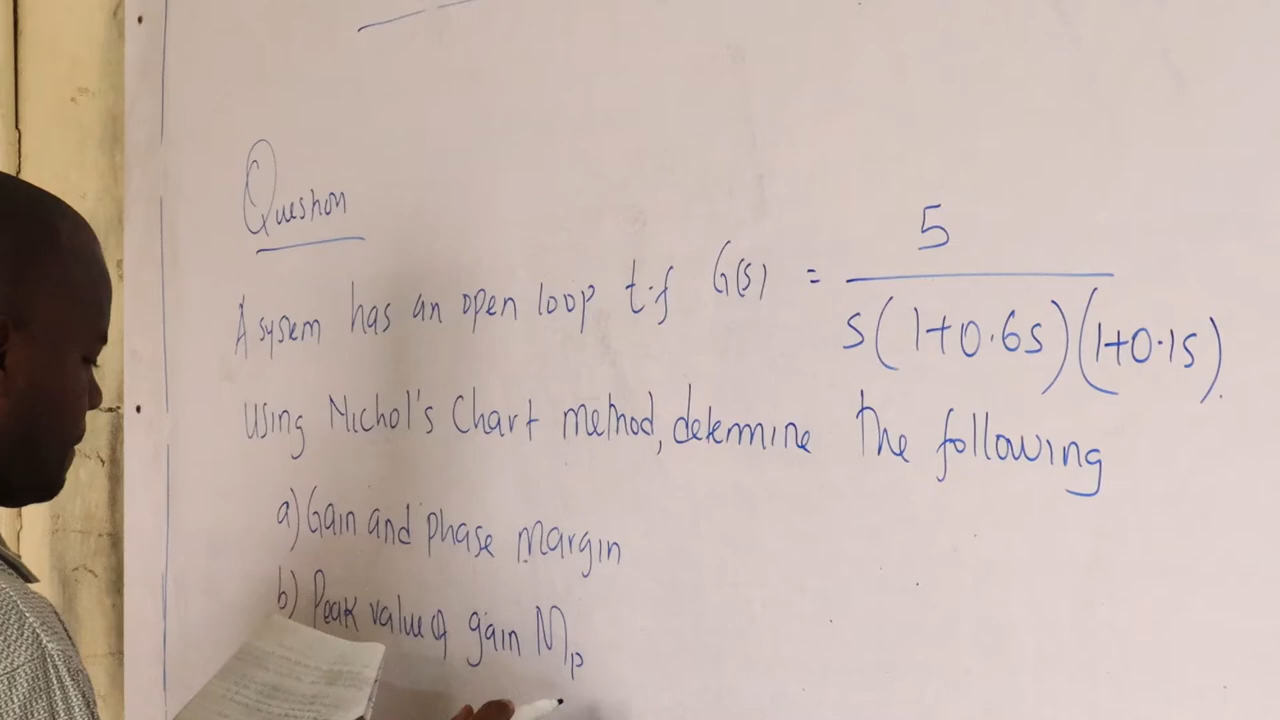 Question
A system has an open loop t.f G(s) = 5 / s(1+0.6s)(1+0.1s).
Using Nichol's Chart method, determine the following
a) Gain and phase margin
b) Peak value of gain Mp